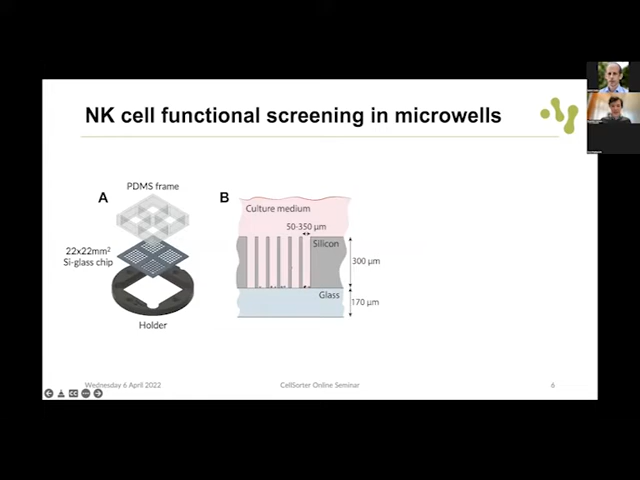 NK cell functional screening in microwells
A
PDMS frame
22x22mm²
Si-glass chip
Holder
B
Culture medium
50-350 µm
Silicon
300 µm
Glass
170 µm
Wednesday 6 April 2022
CellSorter Online Seminar
6